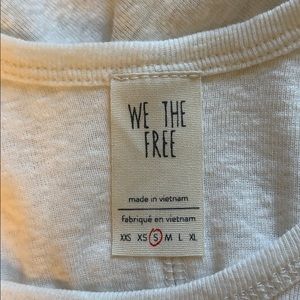 WE THE
FREE
made in vietnam
fabriqué en vietnam
XXS XS S M L XL